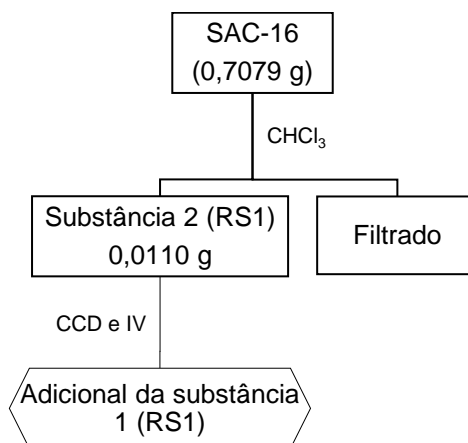 SAC-16
(0,7079 g)
CHCl₃
Substância 2 (RS1)
0,0110 g
Filtrado
CCD e IV
Adicional da substância
1 (RS1)